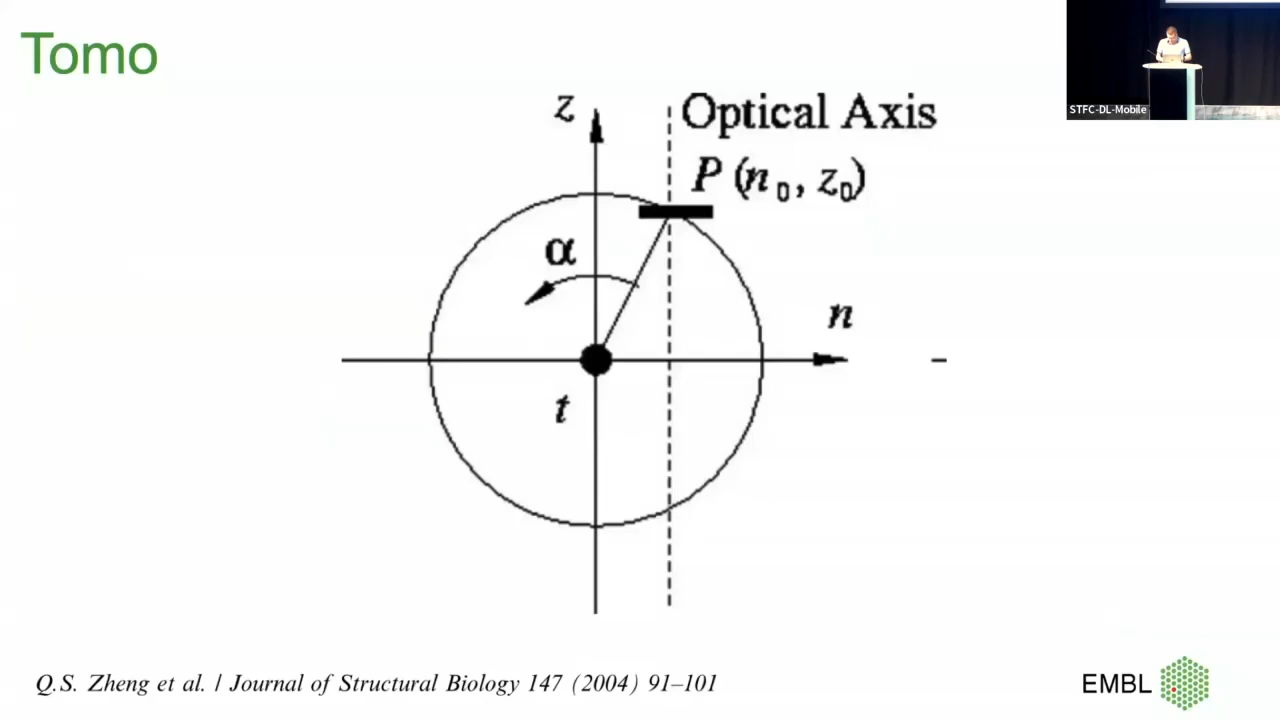 Tomo
STFC-DL-Mobile
z
Optical Axis
P (n₀, z₀)
α
n
t
Q.S. Zheng et al. / Journal of Structural Biology 147 (2004) 91–101
EMBL